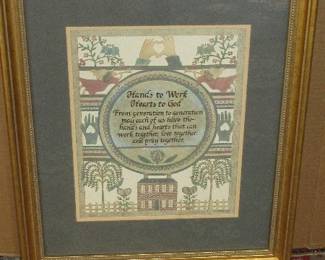 Hands to Work
Hearts to God
From generation to generation
may each of us have the
hands and hearts that can
work together, love together
and pray together.